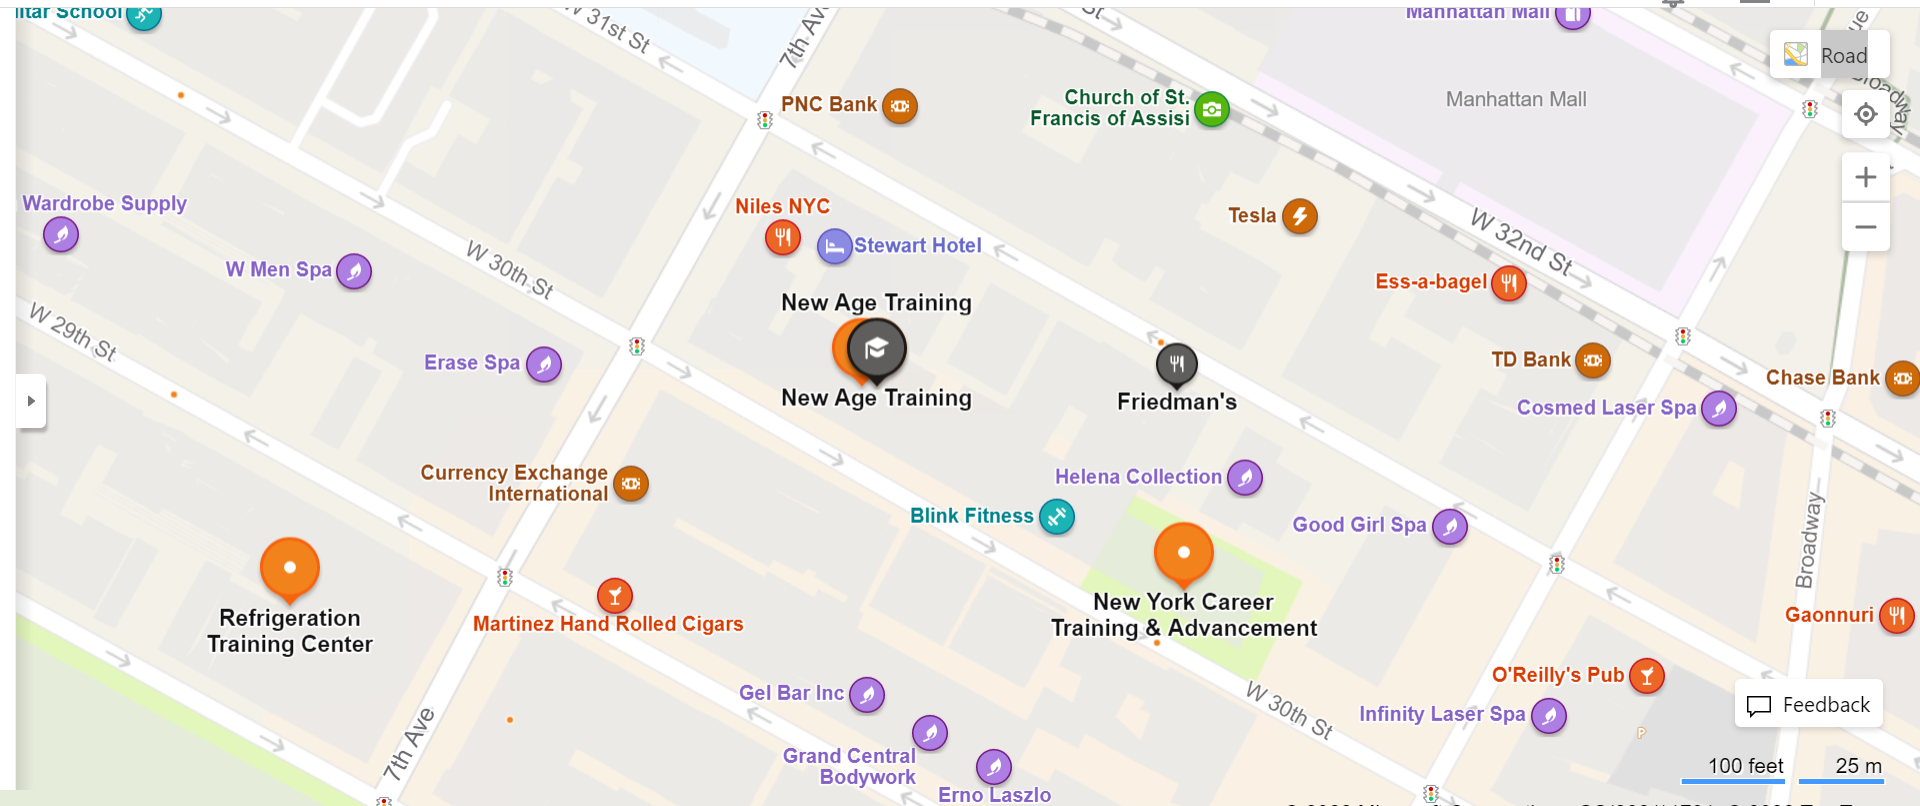 litar School
W 31st St
7th Ave
St
Manhattan Mall
Road
Broadway
PNC Bank
Church of St.
Francis of Assisi
Manhattan Mall
Wardrobe Supply
Niles NYC
Stewart Hotel
Tesla
W 32nd St
W Men Spa
W 30th St
Ess-a-bagel
New Age Training
W 29th St
Erase Spa
TD Bank
Chase Bank
New Age Training
Friedman's
Cosmed Laser Spa
Currency Exchange
International
Helena Collection
Blink Fitness
Good Girl Spa
Broadway
Refrigeration
Training Center
Martinez Hand Rolled Cigars
New York Career
Training & Advancement
Gaonnuri
O'Reilly's Pub
Gel Bar Inc
W 30th St
Infinity Laser Spa
P
Feedback
7th Ave
Grand Central
Bodywork
Erno Laszlo
100 feet
25 m